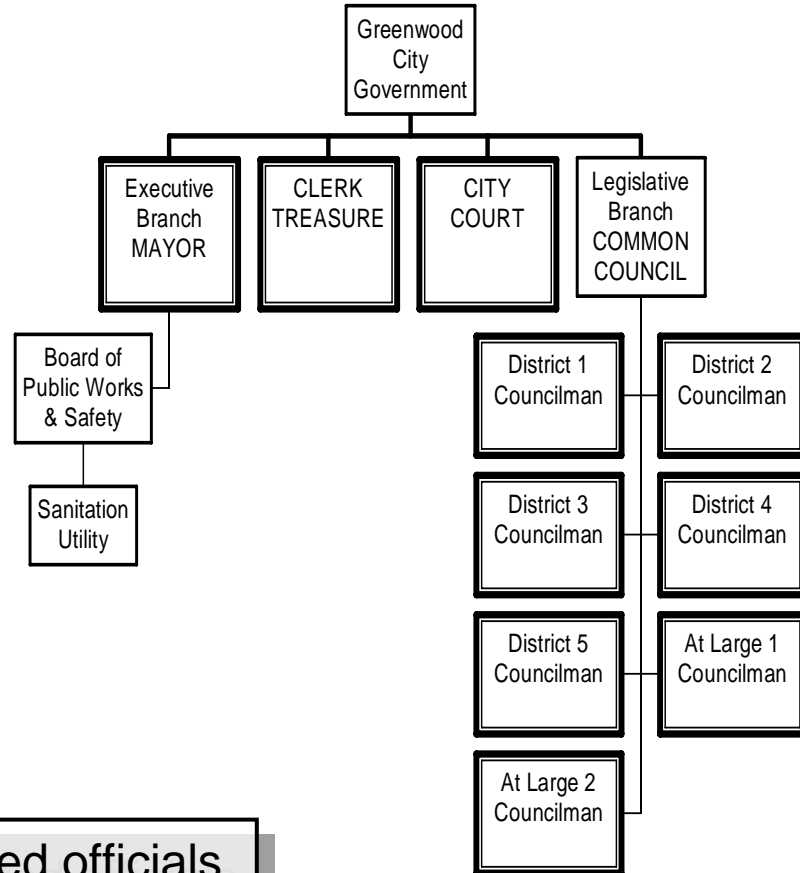 Greenwood
City
Government
Executive
Branch
MAYOR
CLERK
TREASURE
CITY
COURT
Legislative
Branch
COMMON
COUNCIL
Board of
Public Works
& Safety
Sanitation
Utility
District 1
Councilman
District 2
Councilman
District 3
Councilman
District 4
Councilman
District 5
Councilman
At Large 1
Councilman
At Large 2
Councilman
ed officials